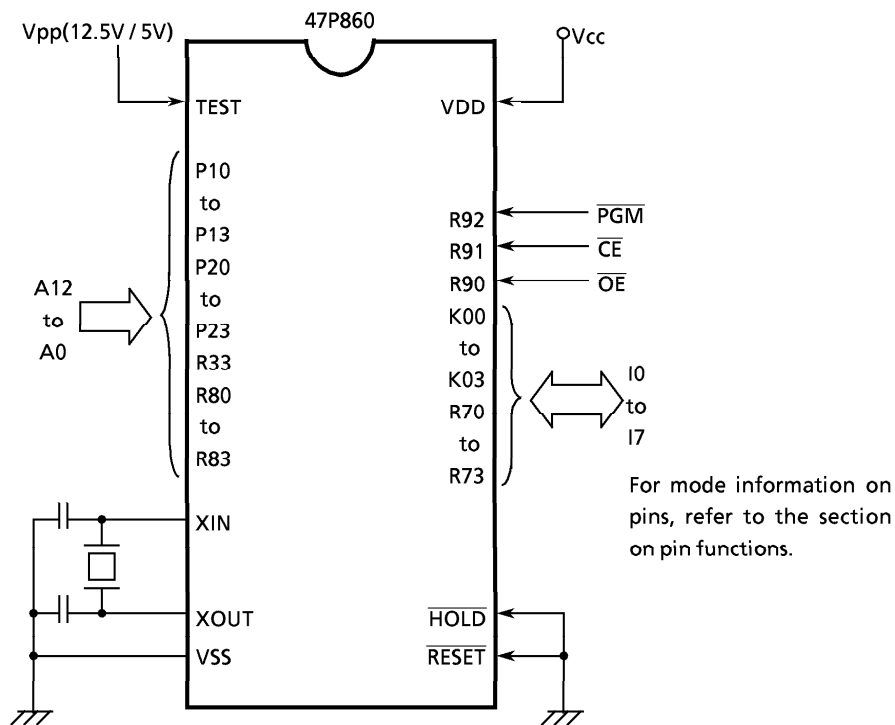 47P860
Vpp(12.5V / 5V)
Vcc
TEST
VDD
P10
to
P13
P20
to
P23
R33
R80
to
R83
A12
to
A0
R92
R91
R90
PGM
CE
OE
K00
to
K03
R70
to
R73
I0
to
I7
For mode information on
pins, refer to the section
on pin functions.
XIN
XOUT
VSS
HOLD
RESET